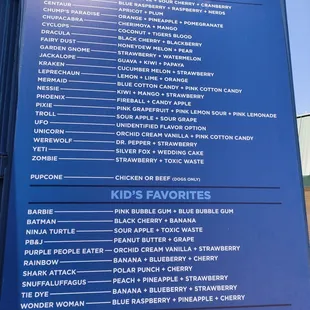 SOUR CHERRY + CRANBERRY
CENTAUR BLUE RASPBERRY + RASPBERRY + NERDS
CHUMP'S PARADISE APRICOT + PLUM
CHUPACABRA ORANGE + PINEAPPLE + POMEGRANATE
CYCLOPS CHERIMOYA + MANGO
DRACULA COCONUT + TIGERS BLOOD
FAIRY DUST BLACK CHERRY + BLACKBERRY
GARDEN GNOME HONEYDEW MELON + PEAR
JACKALOPE STRAWBERRY + WATERMELON
KRAKEN GUAVA + KIWI + PAPAYA
LEPRECHAUN CUCUMBER MELON + STRAWBERRY
MERMAID LEMON + LIME + ORANGE
NESSIE BLUE COTTON CANDY + PINK COTTON CANDY
PHOENIX KIWI + MANGO + STRAWBERRY
PIXIE FIREBALL + CANDY APPLE
TROLL PINK GRAPEFRUIT + PINK LEMON SOUR + PINK LEMONADE
UFO SOUR APPLE + SOUR GRAPE
UNICORN UNIDENTIFIED FLAVOR OPTION
WEREWOLF ORCHID CREAM VANILLA + PINK COTTON CANDY
YETI DR. PEPPER + STRAWBERRY
ZOMBIE SILVER FOX + WEDDING CAKE
STRAWBERRY + TOXIC WASTE
PUPCONE CHICKEN OR BEEF (DOGS ONLY)
KID'S FAVORITES
BARBIE PINK BUBBLE GUM + BLUE BUBBLE GUM
BATMAN BLACK CHERRY + BANANA
NINJA TURTLE SOUR APPLE + TOXIC WASTE
PB&J PEANUT BUTTER + GRAPE
PURPLE PEOPLE EATER ORCHID CREAM VANILLA + STRAWBERRY
RAINBOW BANANA + BLUEBERRY + CHERRY
SHARK ATTACK POLAR PUNCH + CHERRY
SNUFFALUFFAGUS PEACH + PINEAPPLE + STRAWBERRY
TIE DYE BANANA + BLUEBERRY + STRAWBERRY
WONDER WOMAN BLUE RASPBERRY + PINEAPPLE + CHERRY